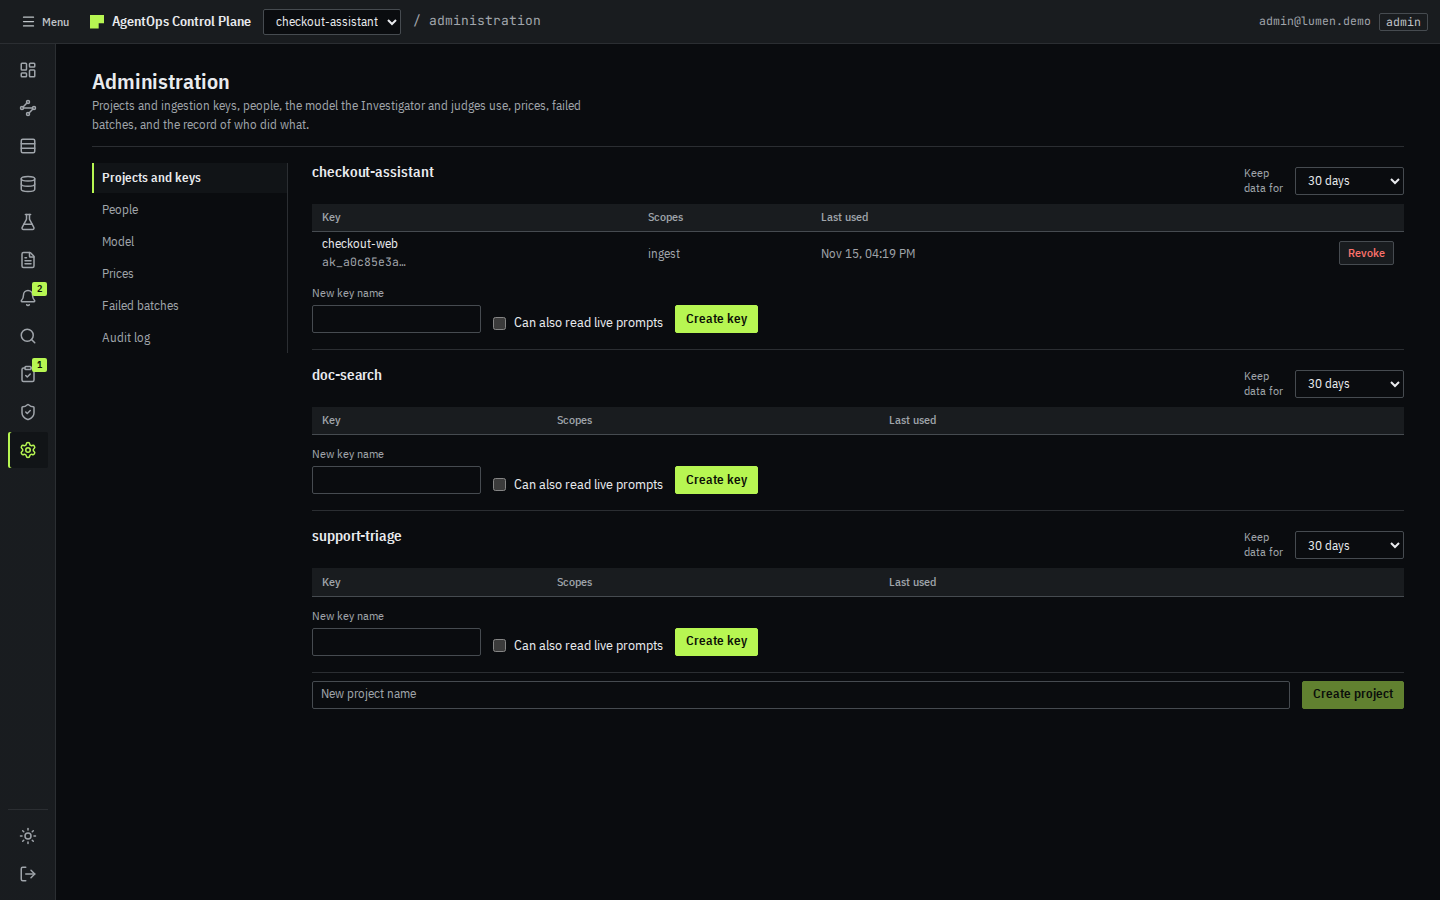 Menu
AgentOps Control Plane
checkout-assistant
/ administration
admin@lumen.demo
admin
Administration
Projects and ingestion keys, people, the model the Investigator and judges use, prices, failed
batches, and the record of who did what.
Projects and keys
People
Model
Prices
Failed batches
Audit log
2
1
checkout-assistant
Keep
data for
30 days
Key Scopes Last used
checkout-web
ak_a0c85e3a…
ingest
Nov 15, 04:19 PM
Revoke
New key name
Can also read live prompts
Create key
doc-search
Keep
data for
30 days
Key Scopes Last used
New key name
Can also read live prompts
Create key
support-triage
Keep
data for
30 days
Key Scopes Last used
New key name
Can also read live prompts
Create key
New project name
Create project